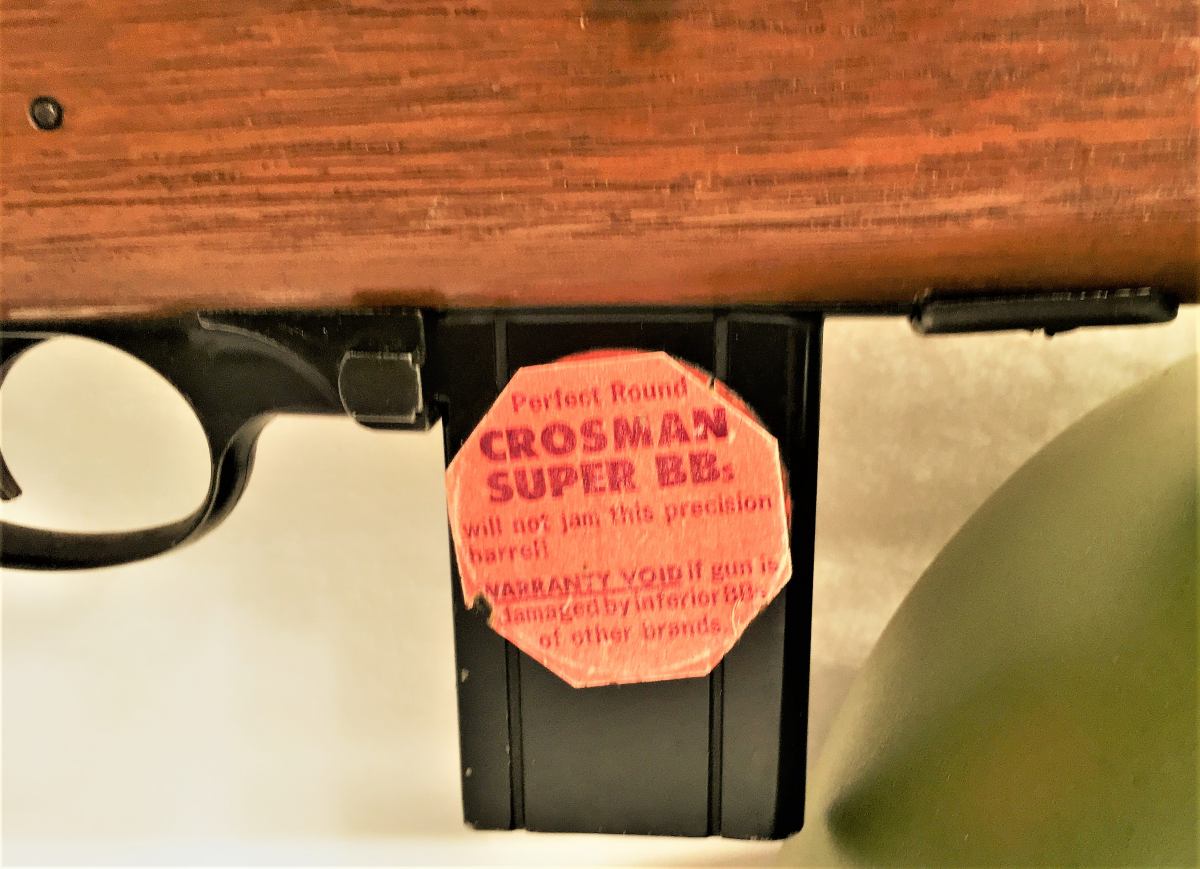 Perfect Round
CROSMAN
SUPER BBs
will not jam this precision
barrel!
WARRANTY VOID if gun is
damaged by inferior BBs
of other brands.